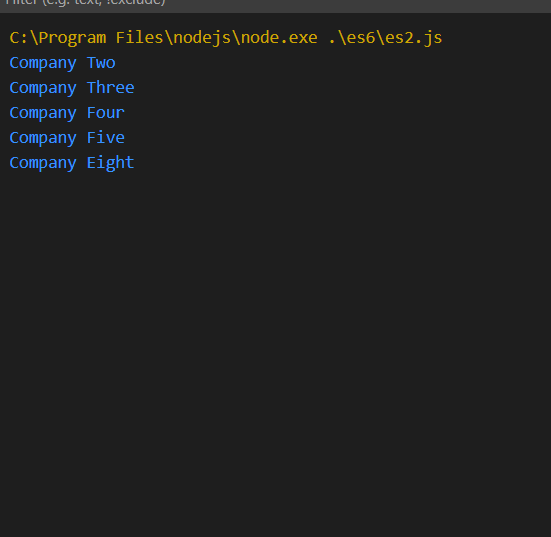 Filter (e.g. text, !exclude)
C:\Program Files\nodejs\node.exe .\es6\es2.js
Company Two
Company Three
Company Four
Company Five
Company Eight